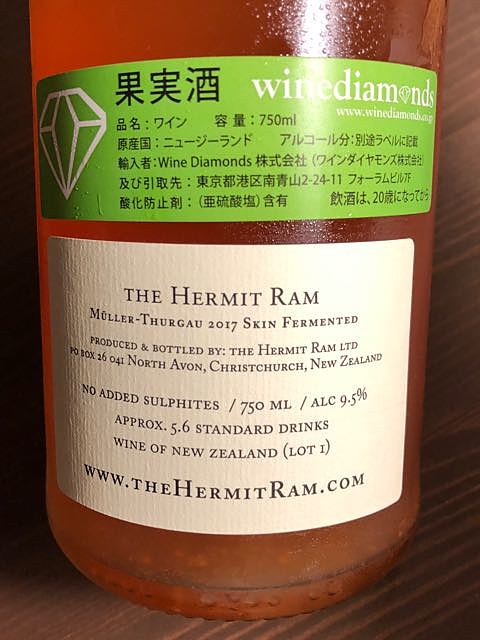 果実酒 winediamonds
www.winediamonds.co.jp
品名：ワイン 容量：750ml
原産国：ニュージーランド アルコール分：別途ラベルに記載
輸入者：Wine Diamonds 株式会社（ワインダイヤモンズ株式会社）
及び引取先：東京都港区南青山2-24-11 フォーラムビル7F
酸化防止剤：（亜硫酸塩）含有 飲酒は、20歳になってから
THE HERMIT RAM
MÜLLER-THURGAU 2017 SKIN FERMENTED
PRODUCED & BOTTLED BY: THE HERMIT RAM LTD
PO BOX 26 041 NORTH AVON, CHRISTCHURCH, NEW ZEALAND
NO ADDED SULPHITES / 750 ML / ALC 9.5%
APPROX. 5.6 STANDARD DRINKS
WINE OF NEW ZEALAND (LOT 1)
WWW.THEHERMITRAM.COM